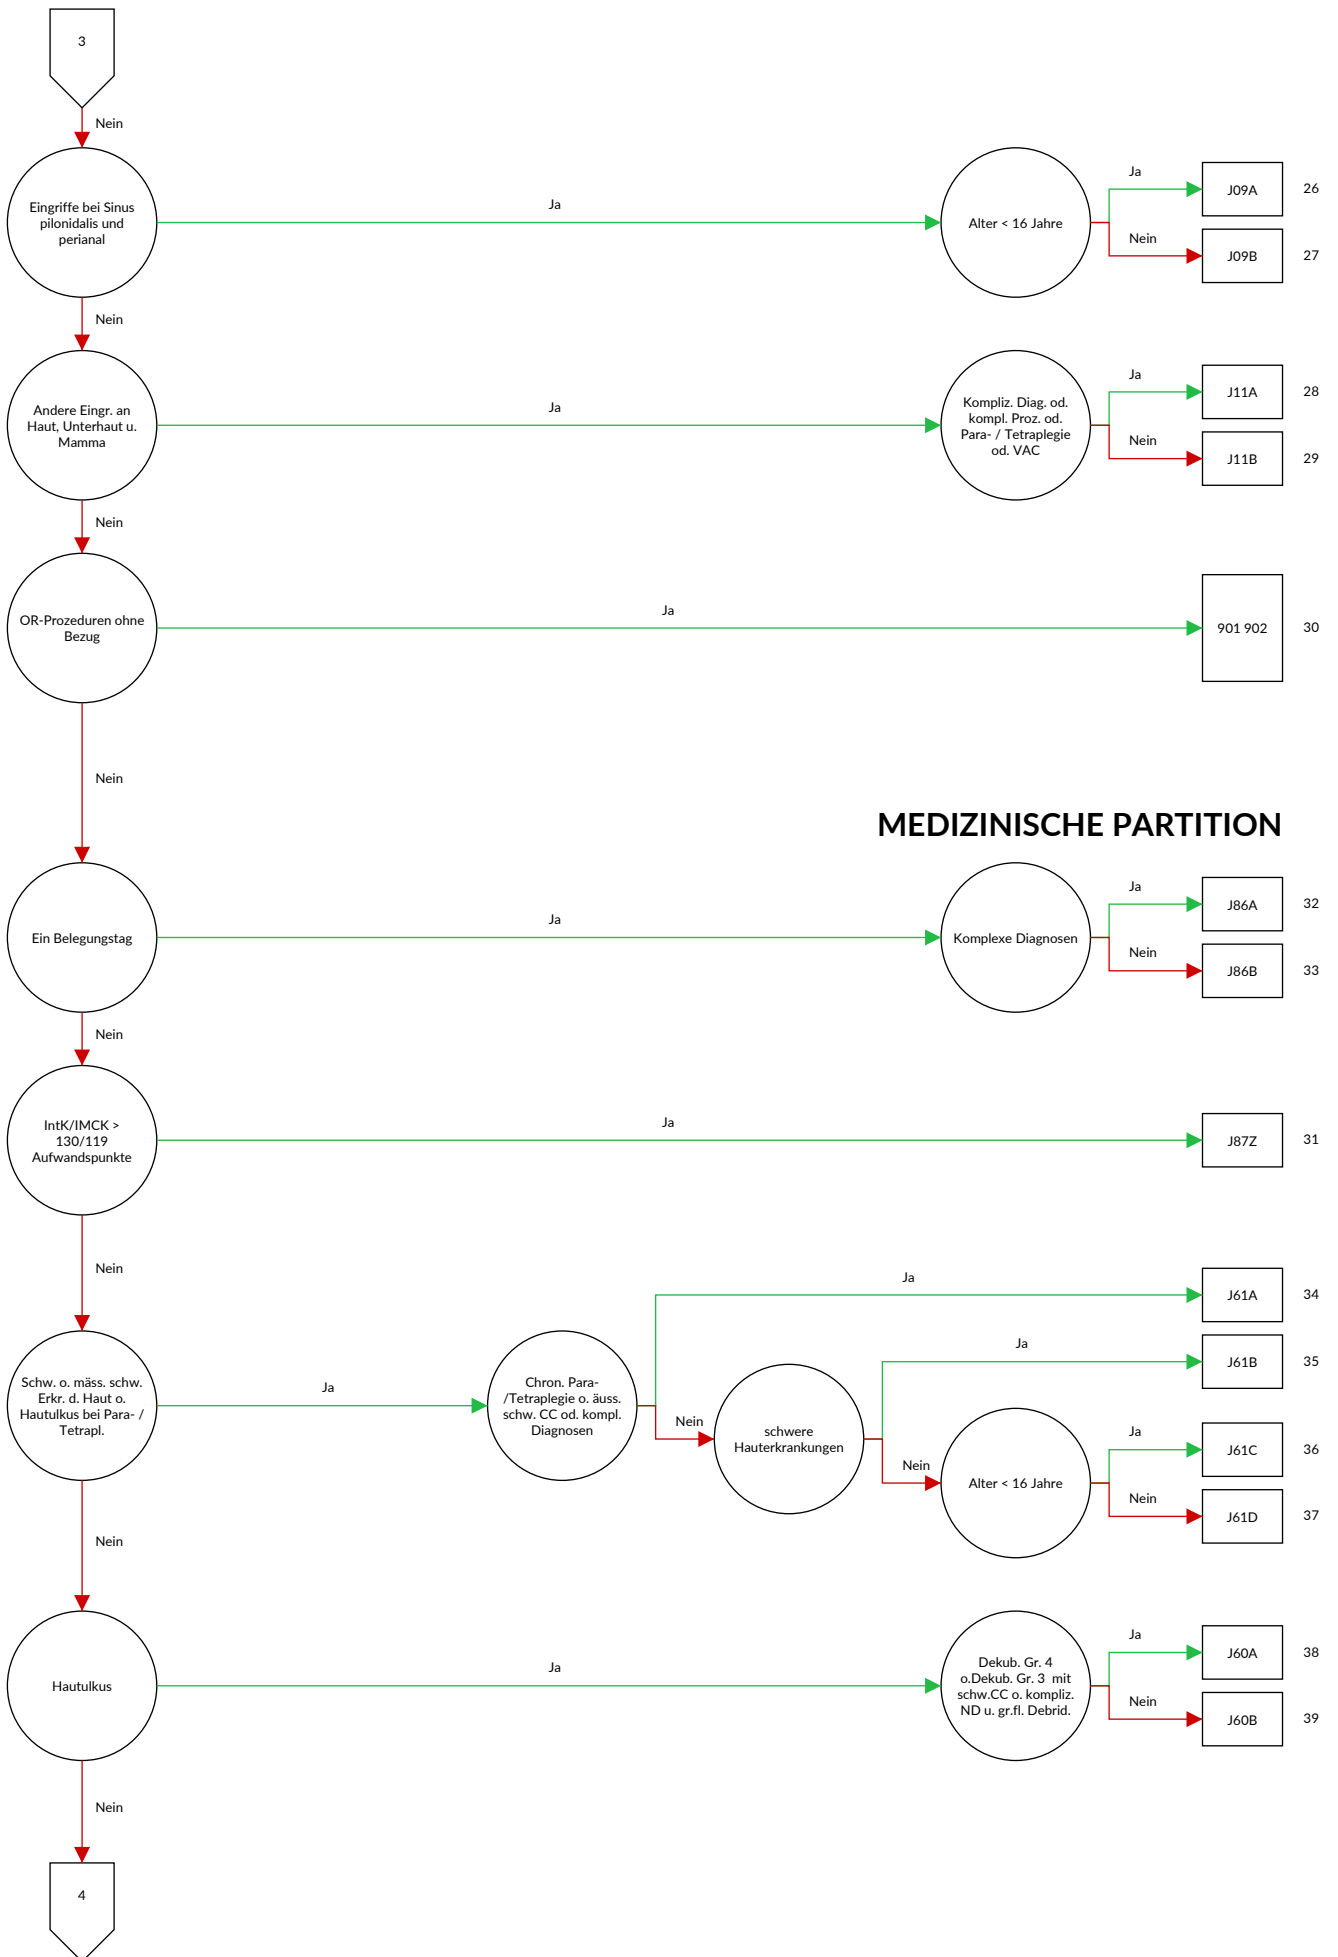 3
Nein
Eingriffe bei Sinus
pilonidalis und
perianal
Ja
Alter < 16 Jahre
Ja
J09A
26
Nein
J09B
27
Nein
Andere Eingr. an
Haut, Unterhaut u.
Mamma
Ja
Kompliz. Diag. od.
kompl. Proz. od.
Para- / Tetraplegie
od. VAC
Ja
J11A
28
Nein
J11B
29
Nein
OR-Prozeduren ohne
Bezug
Ja
901 902
30
Nein
MEDIZINISCHE PARTITION
Ein Belegungstag
Ja
Komplexe Diagnosen
Ja
J86A
32
Nein
J86B
33
Nein
IntK/IMCK >
130/119
Aufwandspunkte
Ja
J87Z
31
Nein
Schw. o. mäss. schw.
Erkr. d. Haut o.
Hautulkus bei Para- /
Tetrapl.
Ja
Chron. Para-
/Tetraplegie o. äuss.
schw. CC od. kompl.
Diagnosen
Ja
J61A
34
Nein
schwere
Hauterkrankungen
Ja
J61B
35
Nein
Alter < 16 Jahre
Ja
J61C
36
Nein
J61D
37
Nein
Hautulkus
Ja
Dekub. Gr. 4
o.Dekub. Gr. 3 mit
schw.CC o. kompliz.
ND u. gr.fl. Debrid.
Ja
J60A
38
Nein
J60B
39
Nein
4